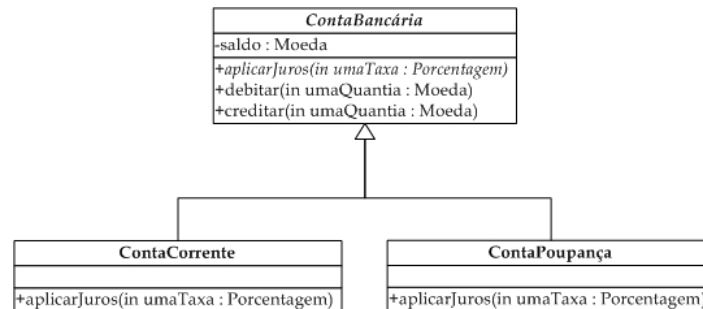 ContaBancária
-saldo : Moeda
+aplicarJuros(in umaTaxa : Porcentagem)
+debitar(in umaQuantia : Moeda)
+creditar(in umaQuantia : Moeda)
ContaCorrente
+aplicarJuros(in umaTaxa : Porcentagem)
ContaPoupança
+aplicarJuros(in umaTaxa : Porcentagem)